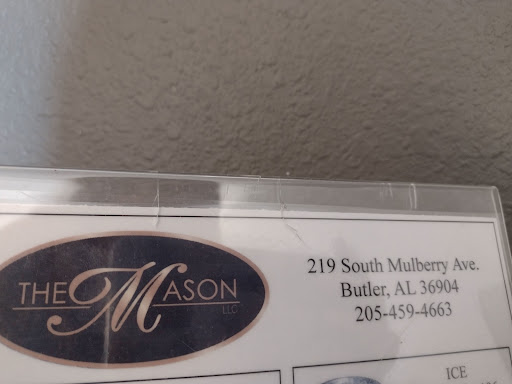 THE MASON
LLC
219 South Mulberry Ave.
Butler, AL 36904
205-459-4663
ICE